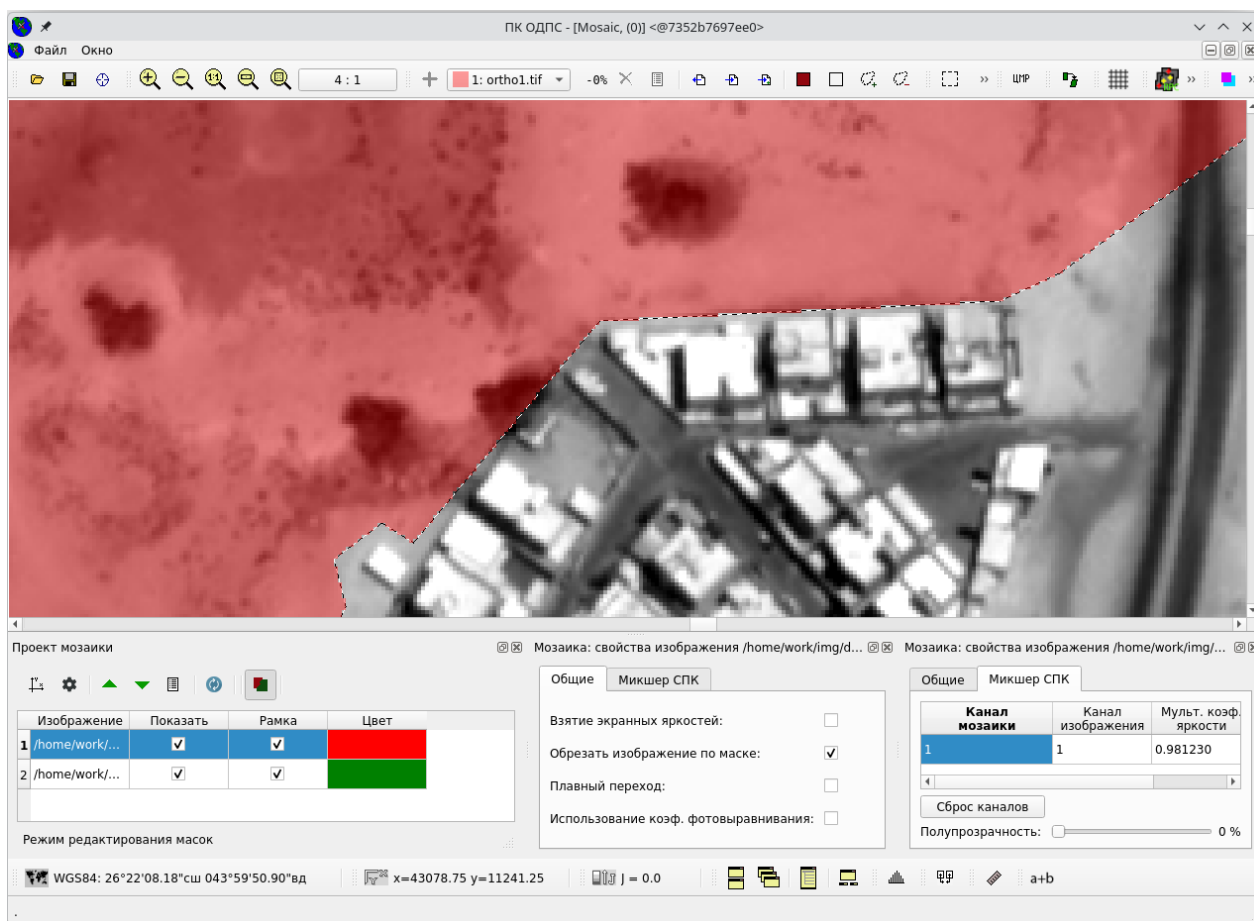 ПК ОДПС - [Mosaic, (0)] <@7352b7697ee0>
Файл Окно
4 : 1 1: ortho1.tif -0% » ЦМР » »
Проект мозаики
Изображение Показать Рамка Цвет
1 /home/work/...
2 /home/work/...
Режим редактирования масок
Мозаика: свойства изображения /home/work/img/d...
Общие Микшер СПК
Взятие экранных яркостей:
Обрезать изображение по маске:
Плавный переход:
Использование коэф. фотовыравнивания:
Мозаика: свойства изображения /home/work/img/...
Общие Микшер СПК
Канал мозаики Канал изображения Мульт. коэф. яркости
1 1 0.981230
Сброс каналов
Полупрозрачность: 0 %
WGS84: 26°22'08.18"сш 043°59'50.90"вд x=43078.75 y=11241.25 J = 0.0 a+b
.